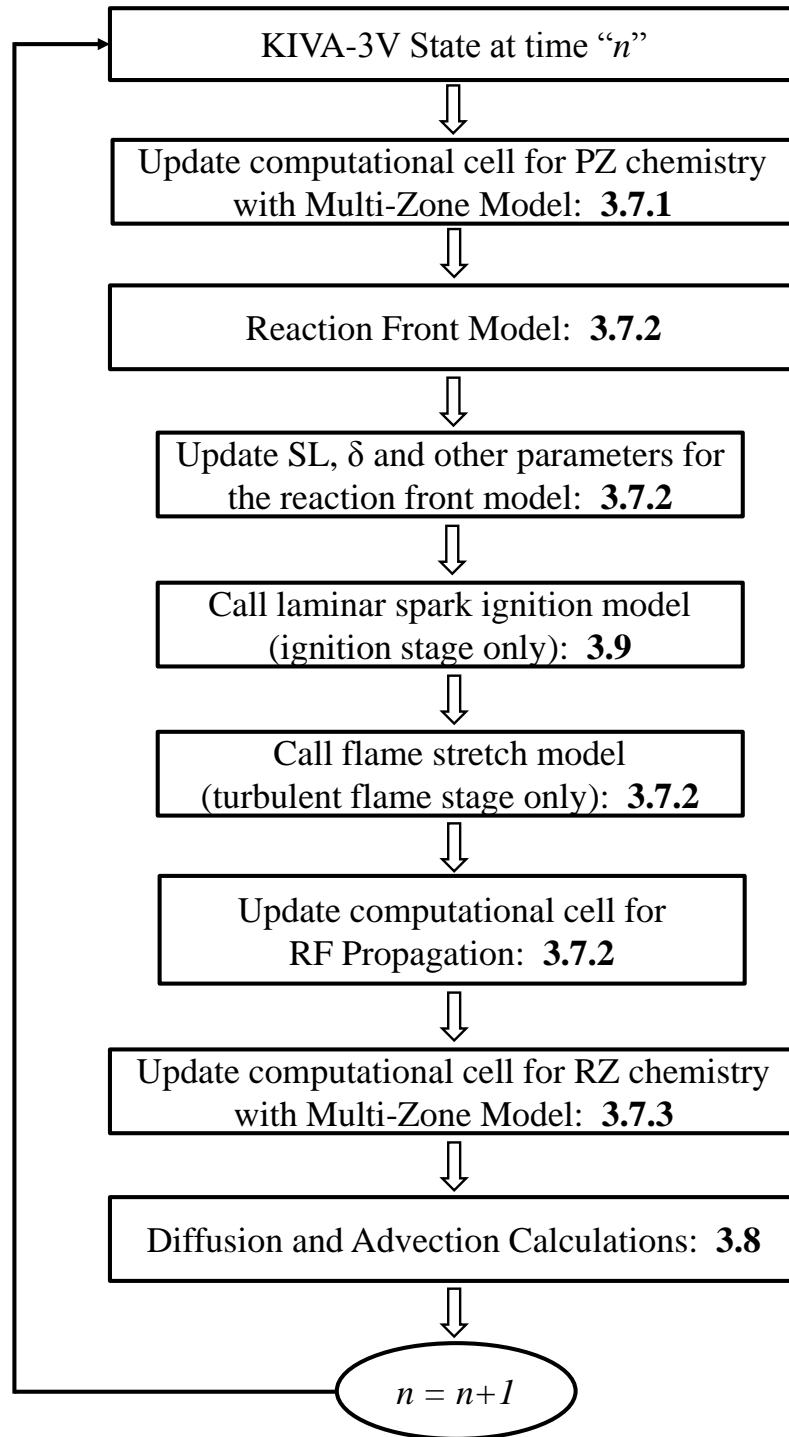 KIVA-3V State at time “n”
Update computational cell for PZ chemistry
with Multi-Zone Model:  3.7.1
Reaction Front Model:  3.7.2
Update SL, δ and other parameters for
the reaction front model:  3.7.2
Call laminar spark ignition model
(ignition stage only):  3.9
Call flame stretch model
(turbulent flame stage only):  3.7.2
Update computational cell for
RF Propagation:  3.7.2
Update computational cell for RZ chemistry
with Multi-Zone Model:  3.7.3
Diffusion and Advection Calculations:  3.8
n = n+1